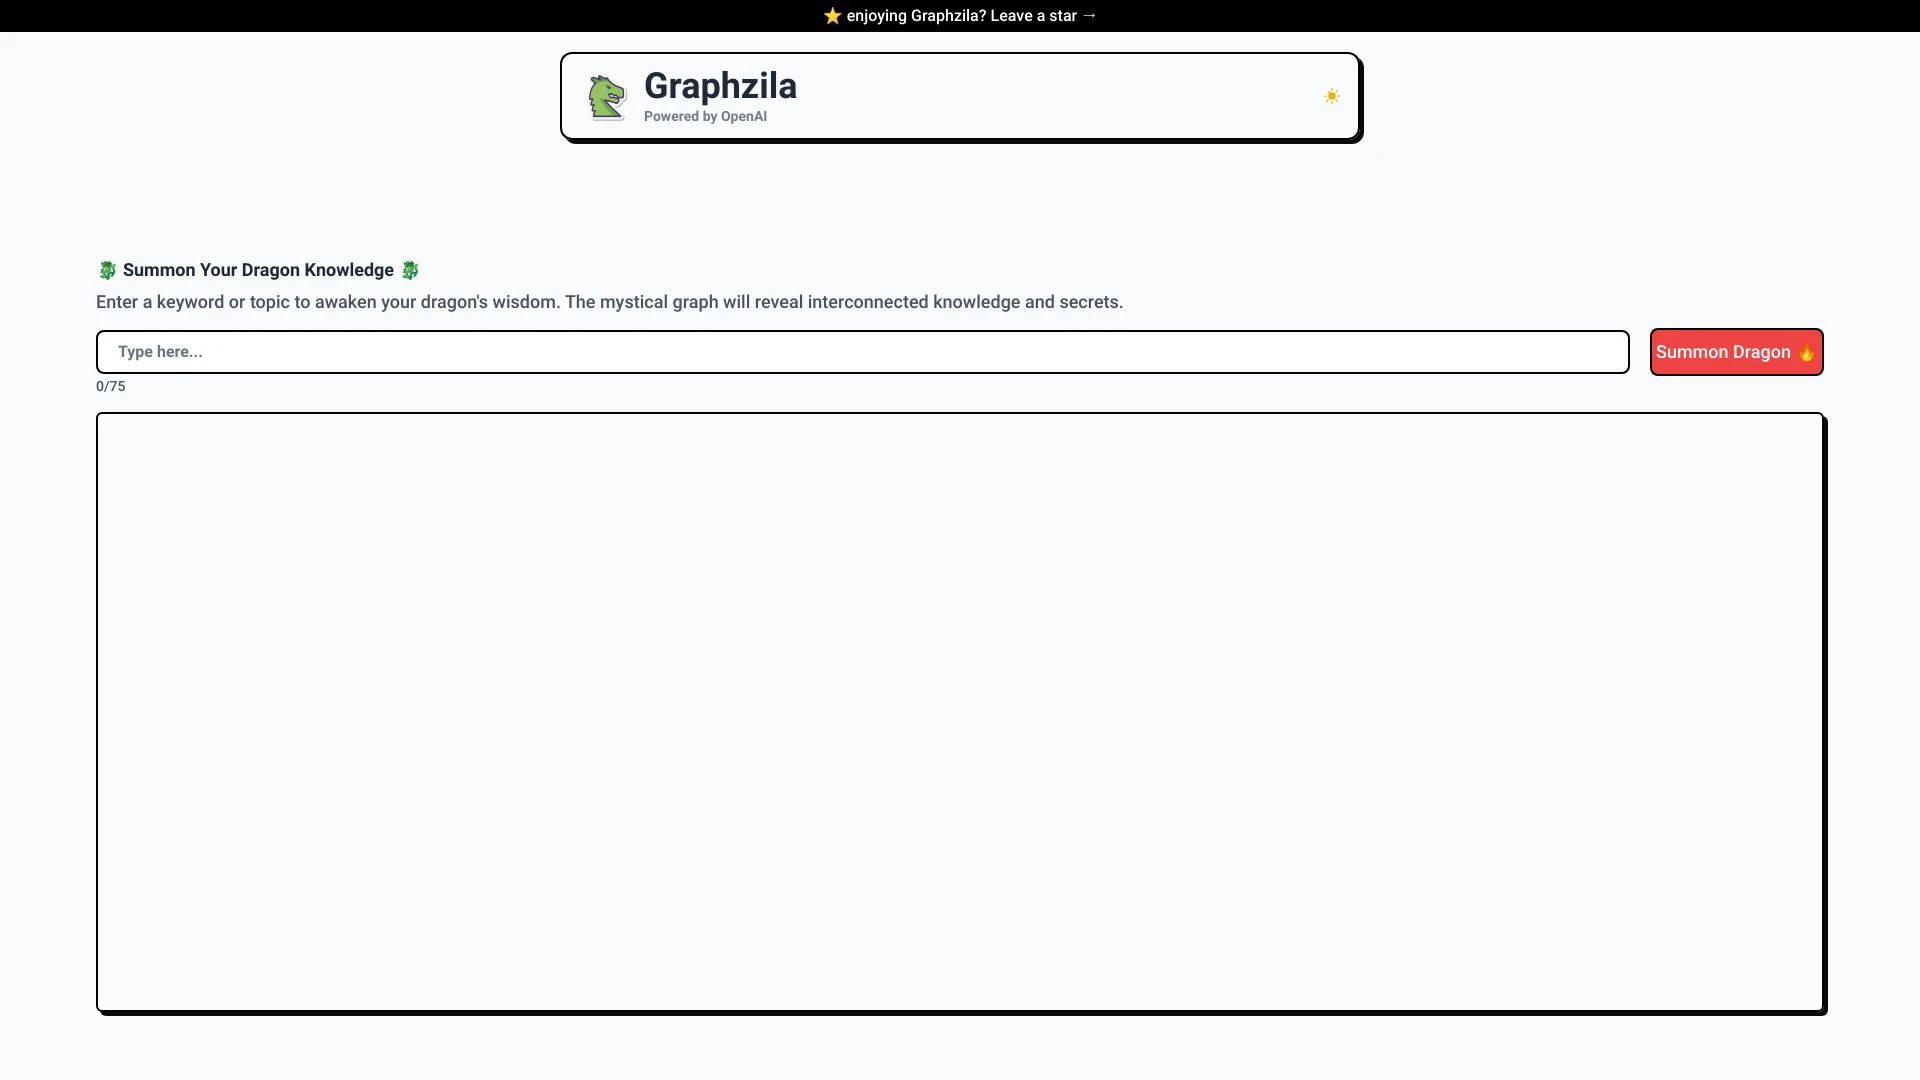 ⭐ enjoying Graphzila? Leave a star →
Graphzila
Powered by OpenAI
🐉 Summon Your Dragon Knowledge 🐉
Enter a keyword or topic to awaken your dragon's wisdom. The mystical graph will reveal interconnected knowledge and secrets.
Type here...
Summon Dragon 🔥
0/75